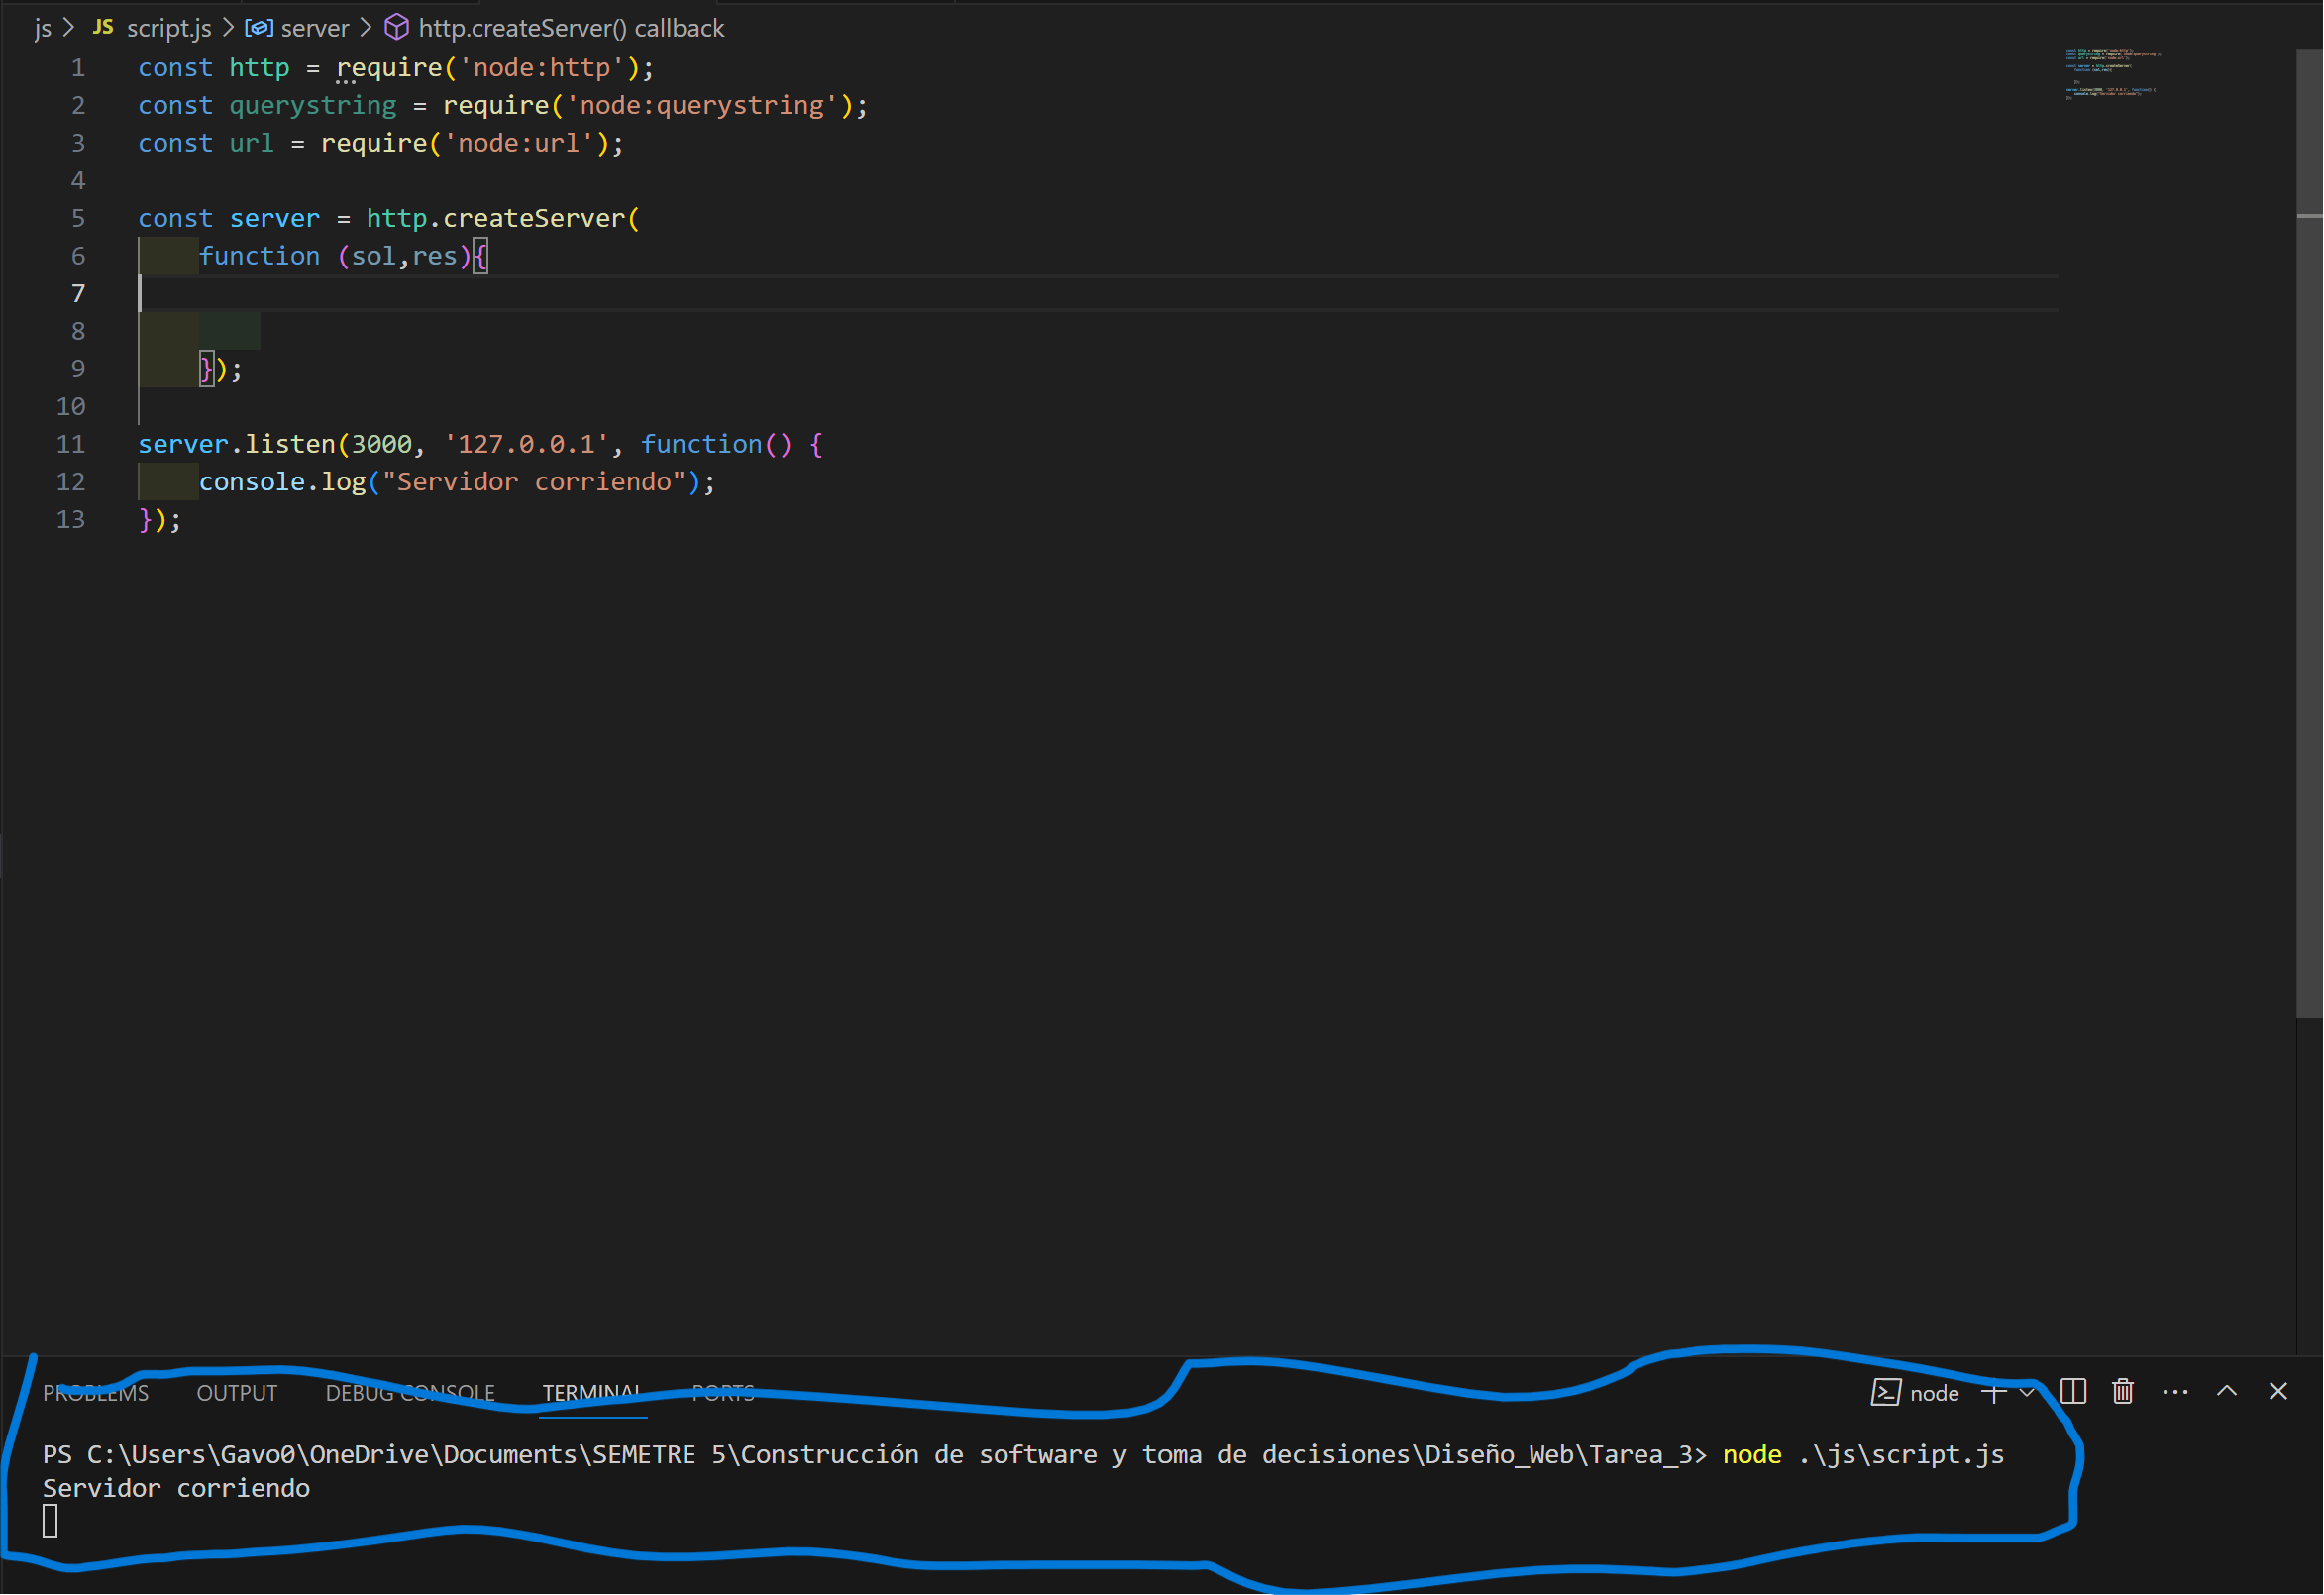 js > JS script.js > server > http.createServer() callback
1 const http = require('node:http');
2 const querystring = require('node:querystring');
3 const url = require('node:url');
4
5 const server = http.createServer(
6     function (sol,res){
7
8
9     });
10
11 server.listen(3000, '127.0.0.1', function() {
12     console.log("Servidor corriendo");
13 });
PROBLEMS OUTPUT DEBUG CONSOLE TERMINAL PORTS node
PS C:\Users\Gavo0\OneDrive\Documents\SEMETRE 5\Construcción de software y toma de decisiones\Diseño_Web\Tarea_3> node .\js\script.js
Servidor corriendo